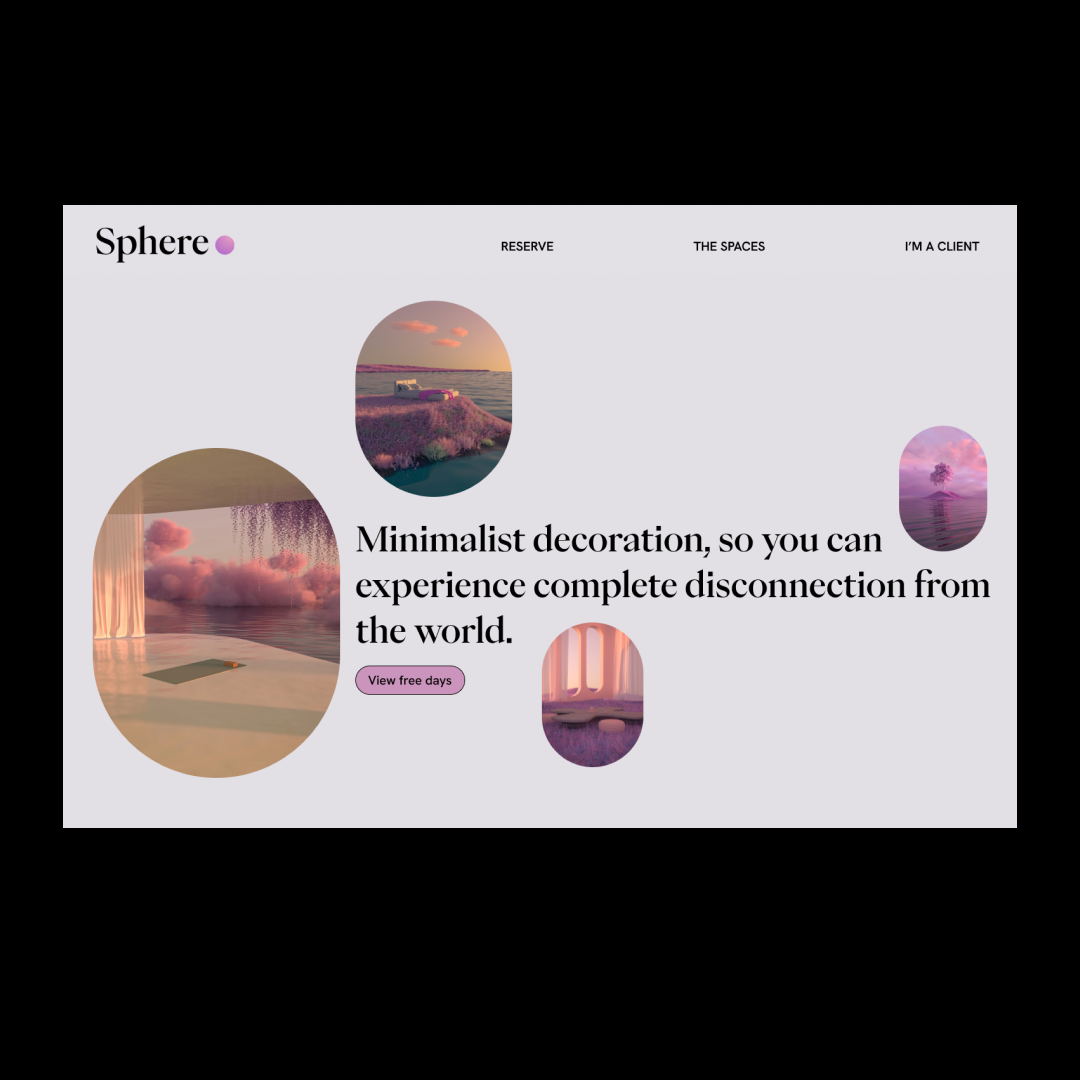 Sphere
RESERVE
THE SPACES
I’M A CLIENT
Minimalist decoration, so you can
experience complete disconnection from
the world.
View free days